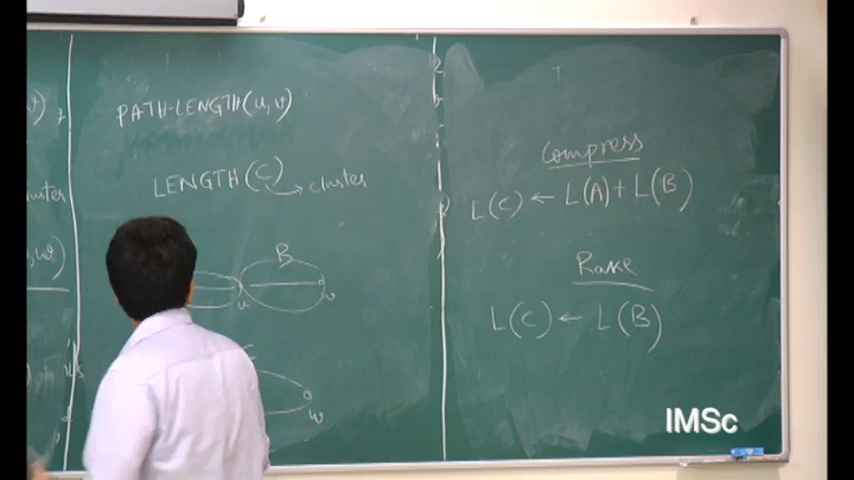 PATH-LENGTH(u, v)
LENGTH (C) → cluster
B
u
v
w
Compress
L(C) ← L(A) + L(B)
Rake
L(C) ← L(B)
IMSc